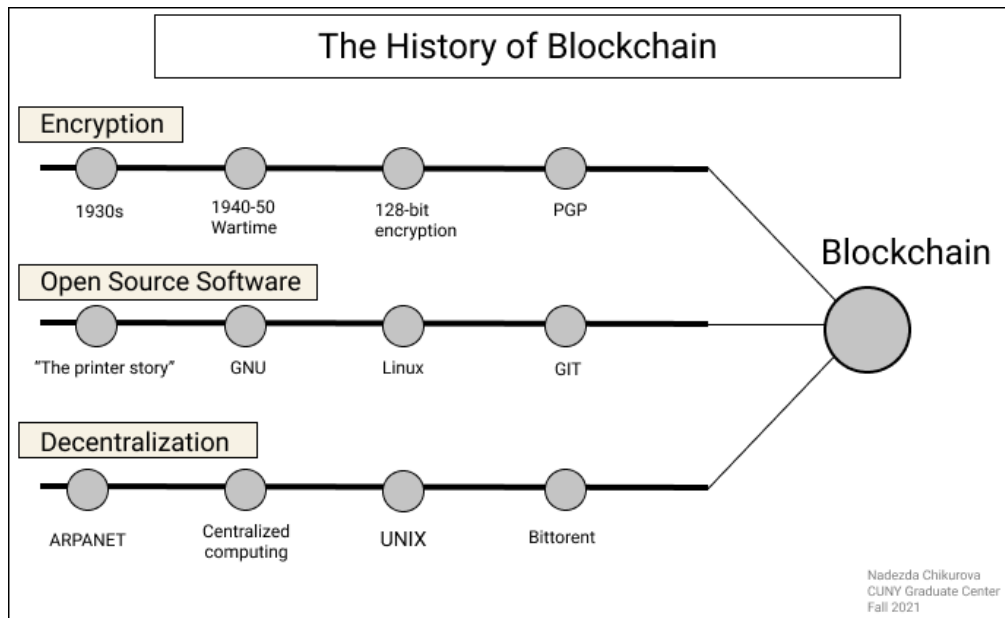 The History of Blockchain
Encryption
1930s
1940-50
Wartime
128-bit
encryption
PGP
Blockchain
Open Source Software
“The printer story”
GNU
Linux
GIT
Decentralization
ARPANET
Centralized
computing
UNIX
Bittorent
Nadezda Chikurova
CUNY Graduate Center
Fall 2021